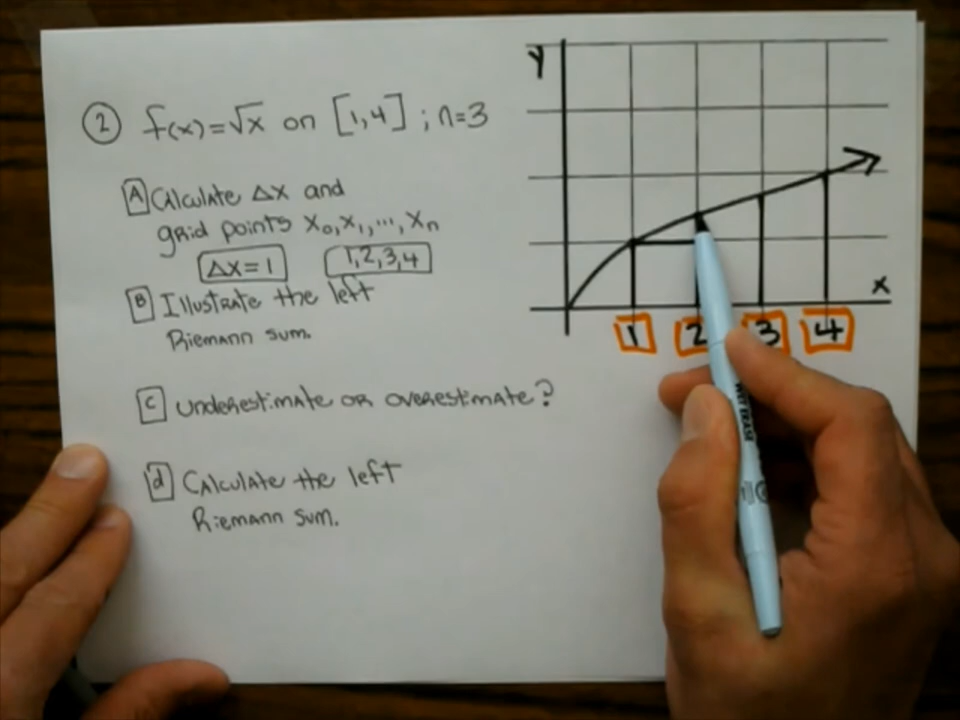 2 f(x)=√x on [1,4] ; n=3
A Calculate Δx and
grid points x₀,x₁,...,xₙ
Δx=1 1,2,3,4
B Illustrate the left
Riemann sum.
C Underestimate or overestimate?
d Calculate the left
Riemann sum.
y
x
1 2 3 4